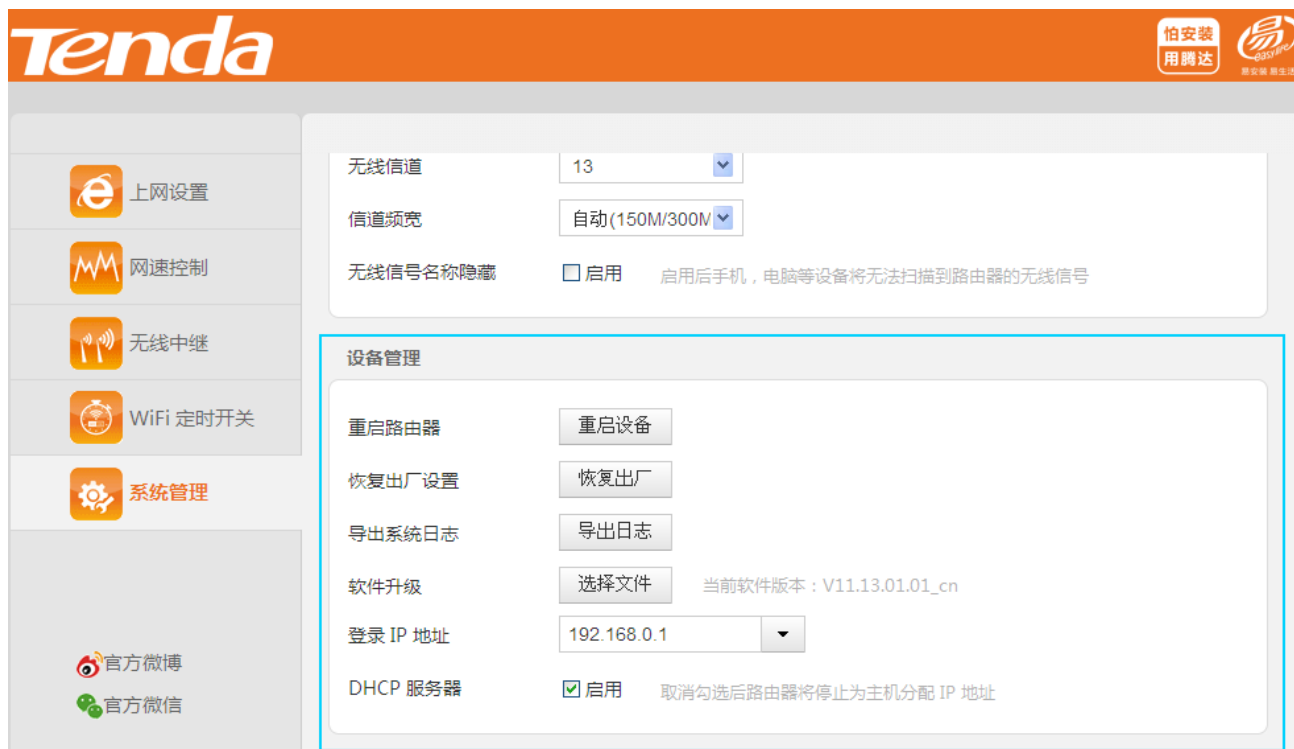 Tenda
怕安装
用腾达
易
easylife
易安装 易生活
上网设置
网速控制
无线中继
WiFi 定时开关
系统管理
官方微博
官方微信
无线信道 13
信道频宽 自动(150M/300M
无线信号名称隐藏 启用 启用后手机，电脑等设备将无法扫描到路由器的无线信号
设备管理
重启路由器 重启设备
恢复出厂设置 恢复出厂
导出系统日志 导出日志
软件升级 选择文件 当前软件版本：V11.13.01.01_cn
登录 IP 地址 192.168.0.1
DHCP 服务器 启用 取消勾选后路由器将停止为主机分配 IP 地址